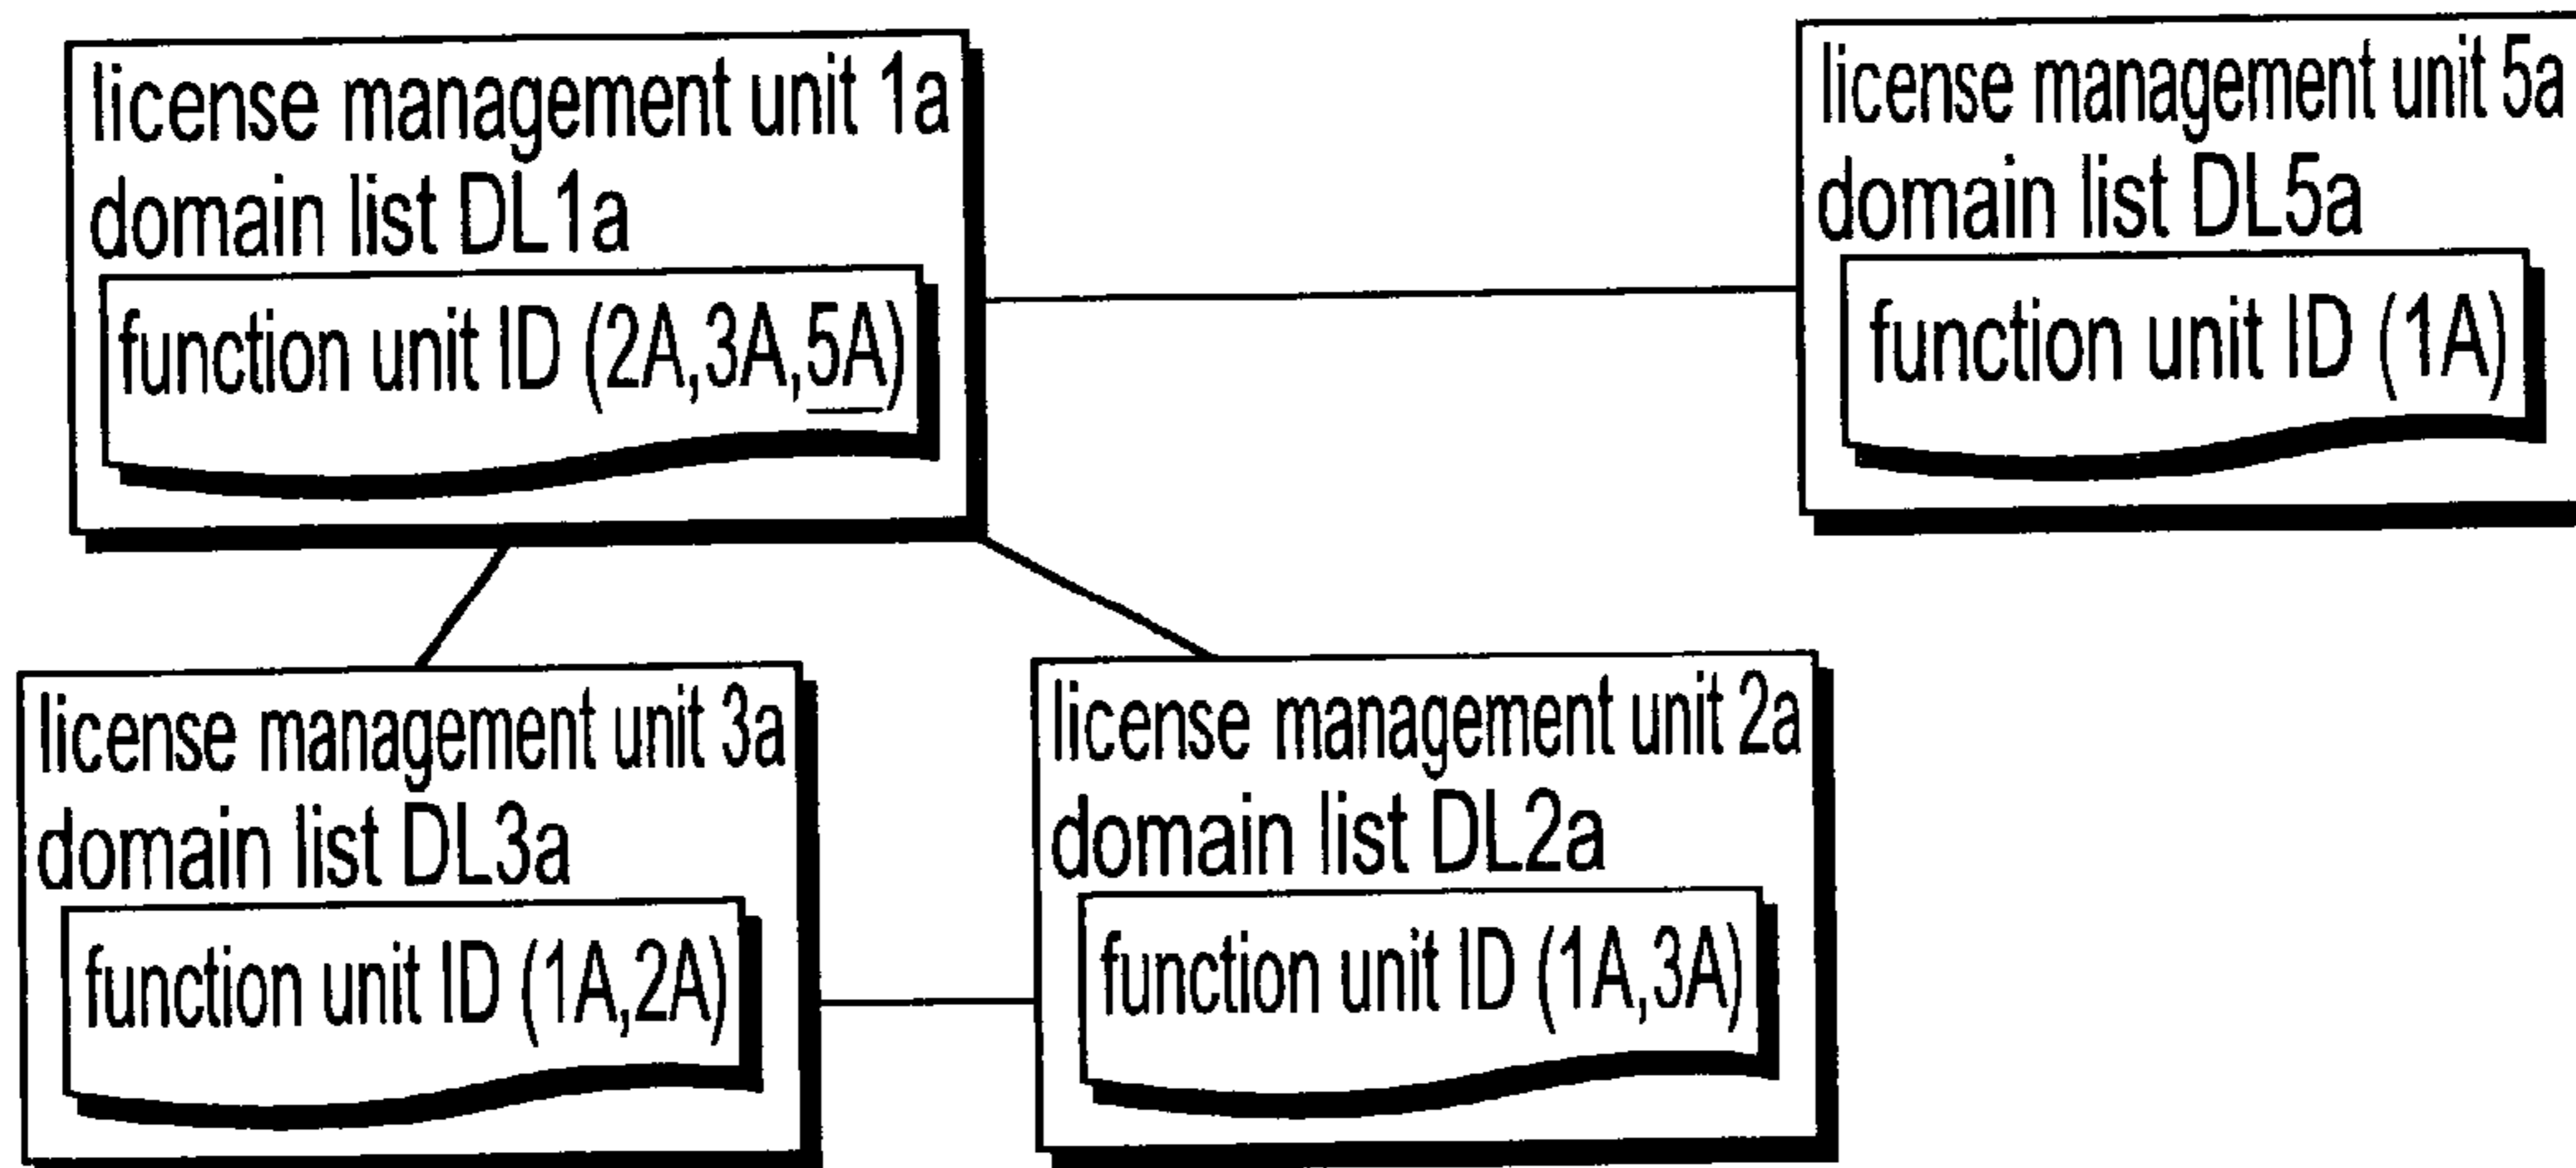 license management unit 1a
domain list DL1a
function unit ID (2A,3A,5A)
license management unit 5a
domain list DL5a
function unit ID (1A)
license management unit 3a
domain list DL3a
function unit ID (1A,2A)
license management unit 2a
domain list DL2a
function unit ID (1A,3A)